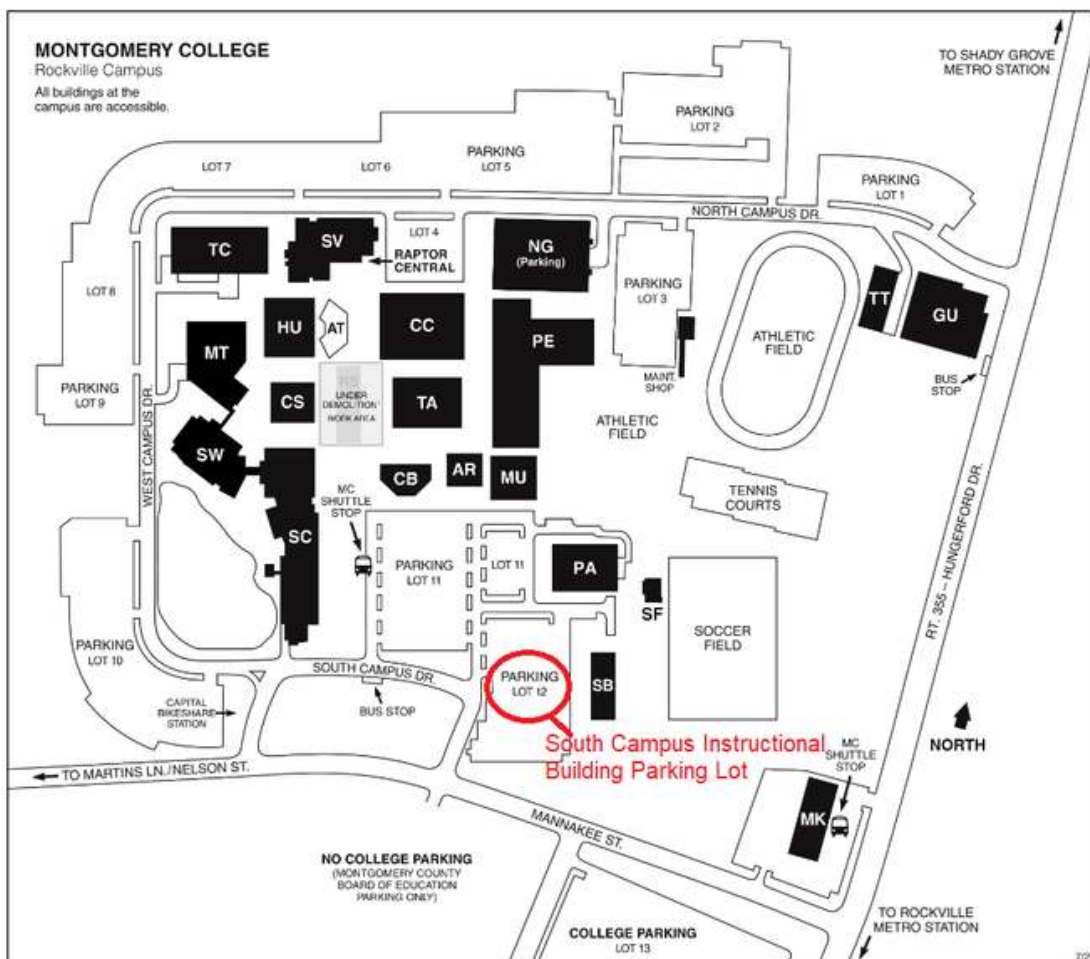 MONTGOMERY COLLEGE
Rockville Campus
All buildings at the
campus are accessible.
TO SHADY GROVE
METRO STATION
PARKING
LOT 2
LOT 7
LOT 6
PARKING
LOT 5
PARKING
LOT 1
NORTH CAMPUS DR.
TC
SV
LOT 4
RAPTOR
CENTRAL
NG
(Parking)
PARKING
LOT 3
TT
GU
LOT 8
HU
AT
CC
PE
ATHLETIC
FIELD
MT
MAINT.
SHOP
BUS
STOP
PARKING
LOT 9
CS
UNDER
DEMOLITION
WORK AREA
TA
ATHLETIC
FIELD
WEST CAMPUS DR.
SW
CB
AR
MU
TENNIS
COURTS
MC
SHUTTLE
STOP
SC
PARKING
LOT 11
LOT 11
PA
SF
RT. 355 – HUNGERFORD DR.
SOCCER
FIELD
PARKING
LOT 10
SOUTH CAMPUS DR.
PARKING
LOT 12
SB
CAPITAL
BIKESHARE
STATION
BUS STOP
South Campus Instructional
Building Parking Lot
NORTH
MC
SHUTTLE
STOP
TO MARTINS LN./NELSON ST.
MK
MANNAKEE ST.
NO COLLEGE PARKING
(MONTGOMERY COUNTY
BOARD OF EDUCATION
PARKING ONLY)
COLLEGE PARKING
LOT 13
TO ROCKVILLE
METRO STATION